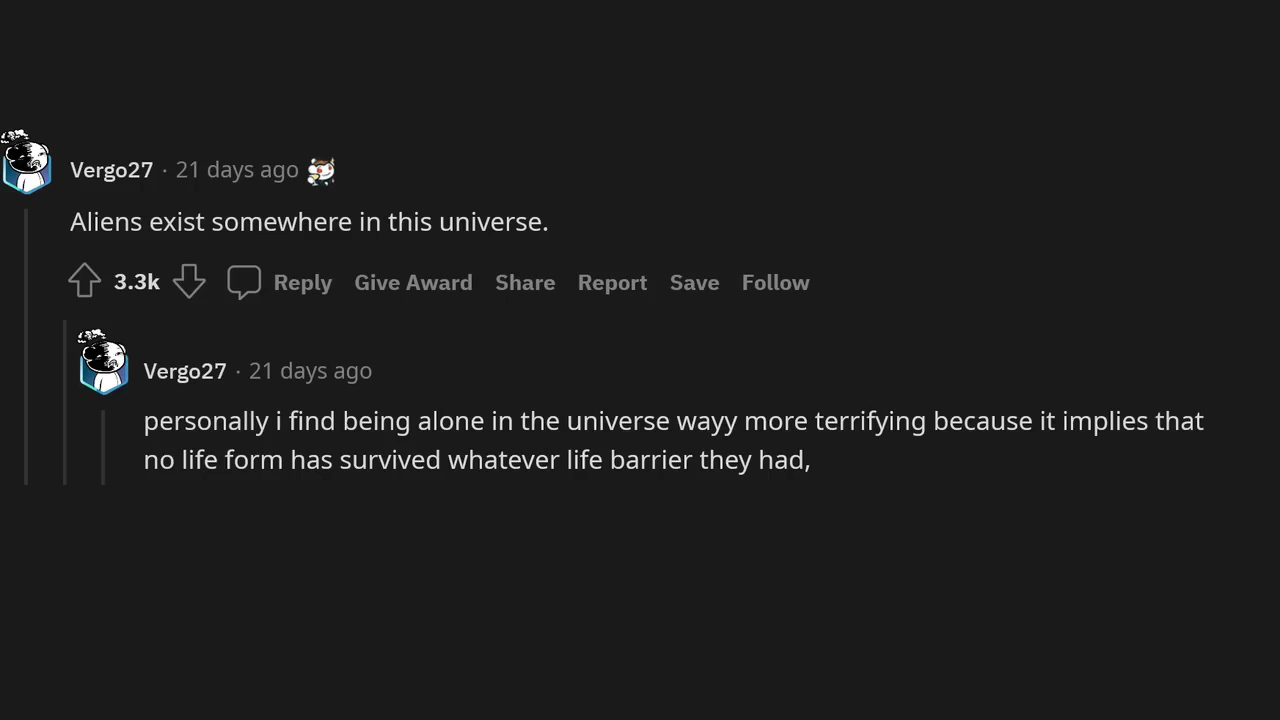 Vergo27 · 21 days ago
Aliens exist somewhere in this universe.
3.3k Reply Give Award Share Report Save Follow
Vergo27 · 21 days ago
personally i find being alone in the universe wayy more terrifying because it implies that
no life form has survived whatever life barrier they had,